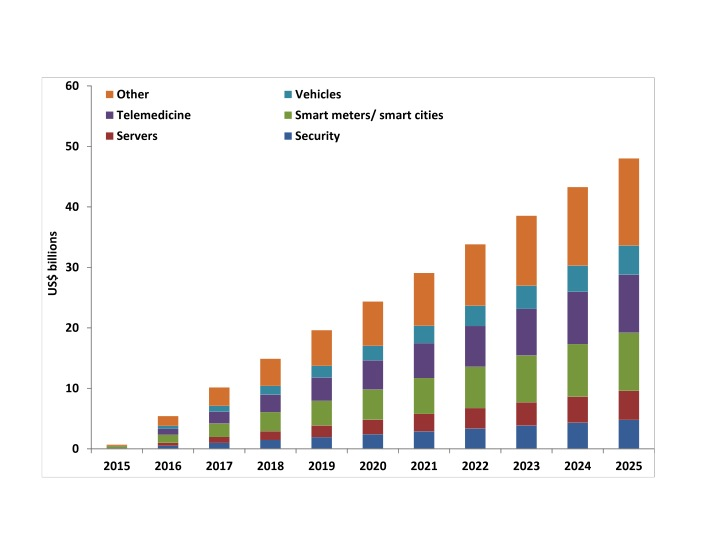 60
Other
Vehicles
Telemedicine
Smart meters/ smart cities
Servers
Security
50
40
30
20
10
0
US$ billions
2015 2016 2017 2018 2019 2020 2021 2022 2023 2024 2025